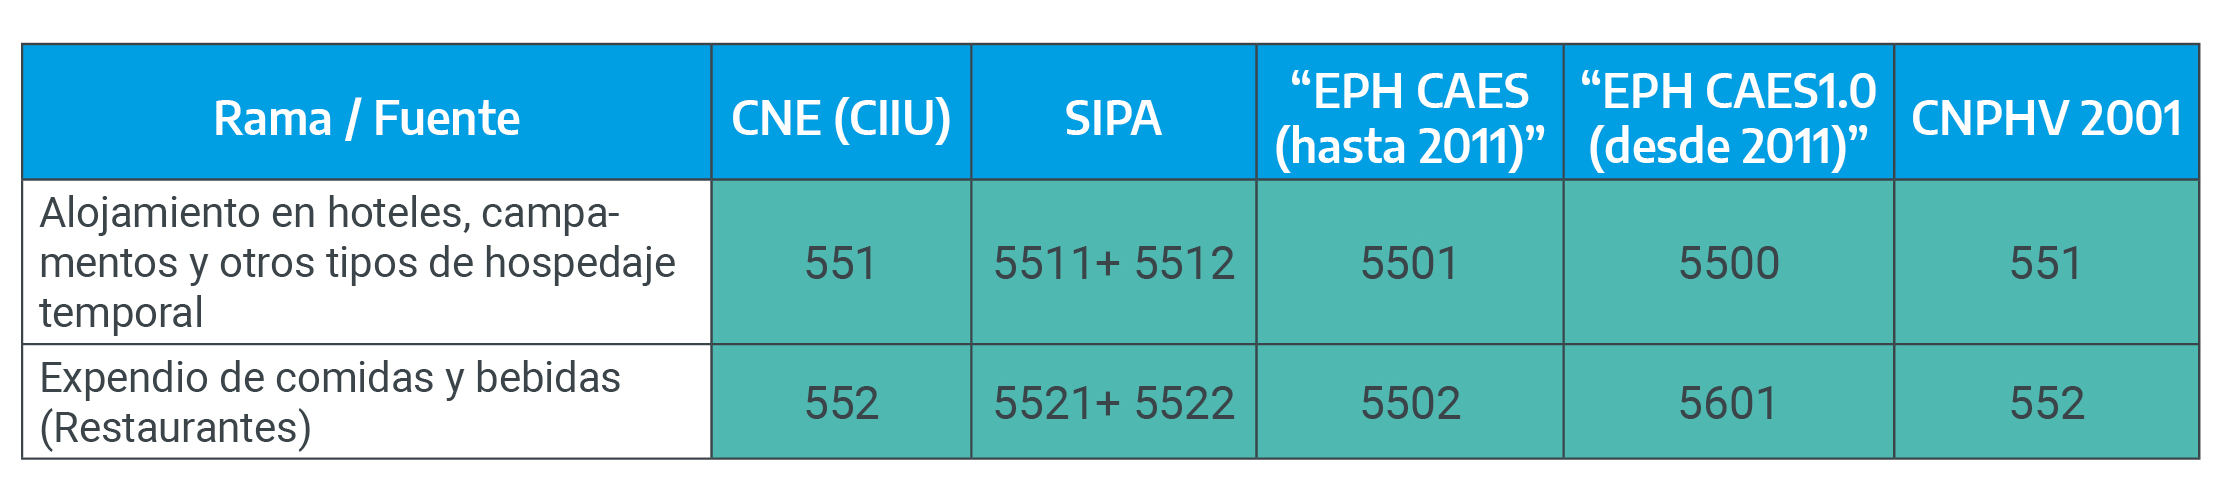 Rama / Fuente
CNE (CIIU)
SIPA
“EPH CAES
(hasta 2011)”
“EPH CAES1.0
(desde 2011)”
CNPHV 2001
Alojamiento en hoteles, campa-
mentos y otros tipos de hospedaje
temporal
551
5511+ 5512
5501
5500
551
Expendio de comidas y bebidas
(Restaurantes)
552
5521+ 5522
5502
5601
552